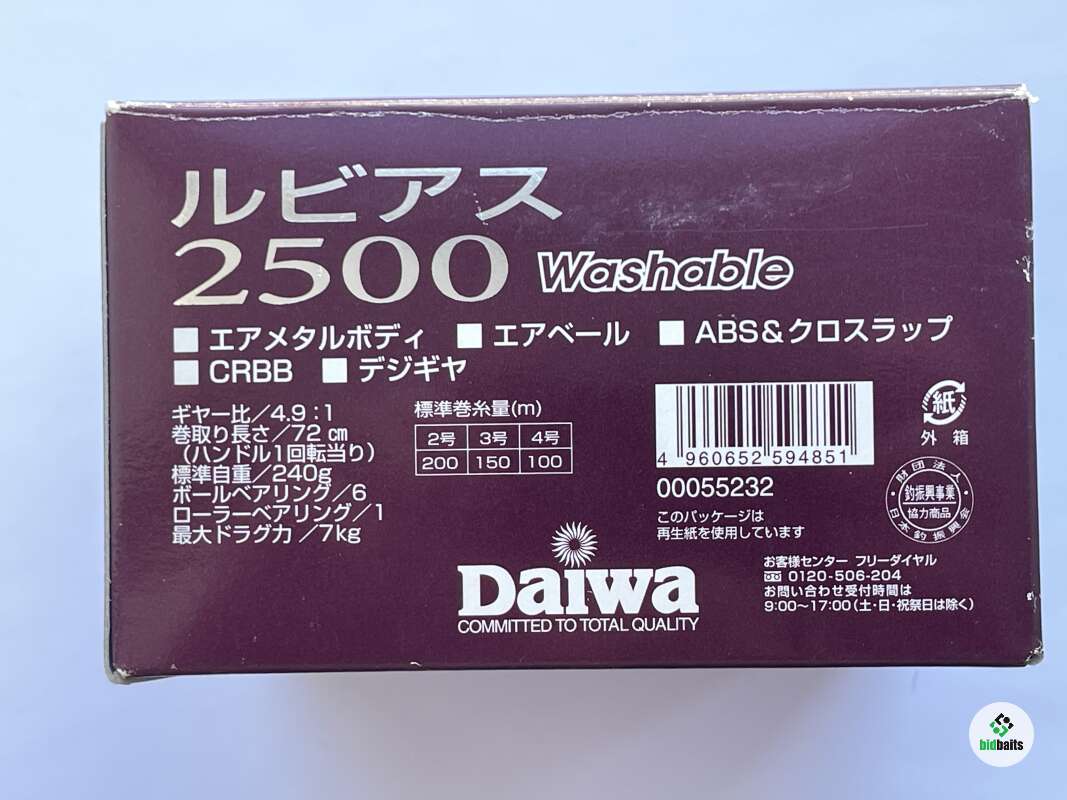 ルビアス
2500 Washable
■ エアメタルボディ ■ エアベール ■ ABS&クロスラップ
■ CRBB ■ デジギヤ
ギヤー比/4.9:1
巻取り長さ/72㎝
(ハンドル1回転当り)
標準自重/240g
ボールベアリング/6
ローラーベアリング/1
最大ドラグ力/7kg
標準巻糸量(m)
2号 3号 4号
200 150 100
4 960652 594851
00055232
このパッケージは
再生紙を使用しています
紙
外箱
財団法人
釣振興事業
協力商品
日本釣振興会
Daiwa
COMMITTED TO TOTAL QUALITY
お客様センター フリーダイヤル
0120-506-204
お問い合わせ受付時間は
9:00〜17:00(土・日・祝祭日は除く)
bidbaits